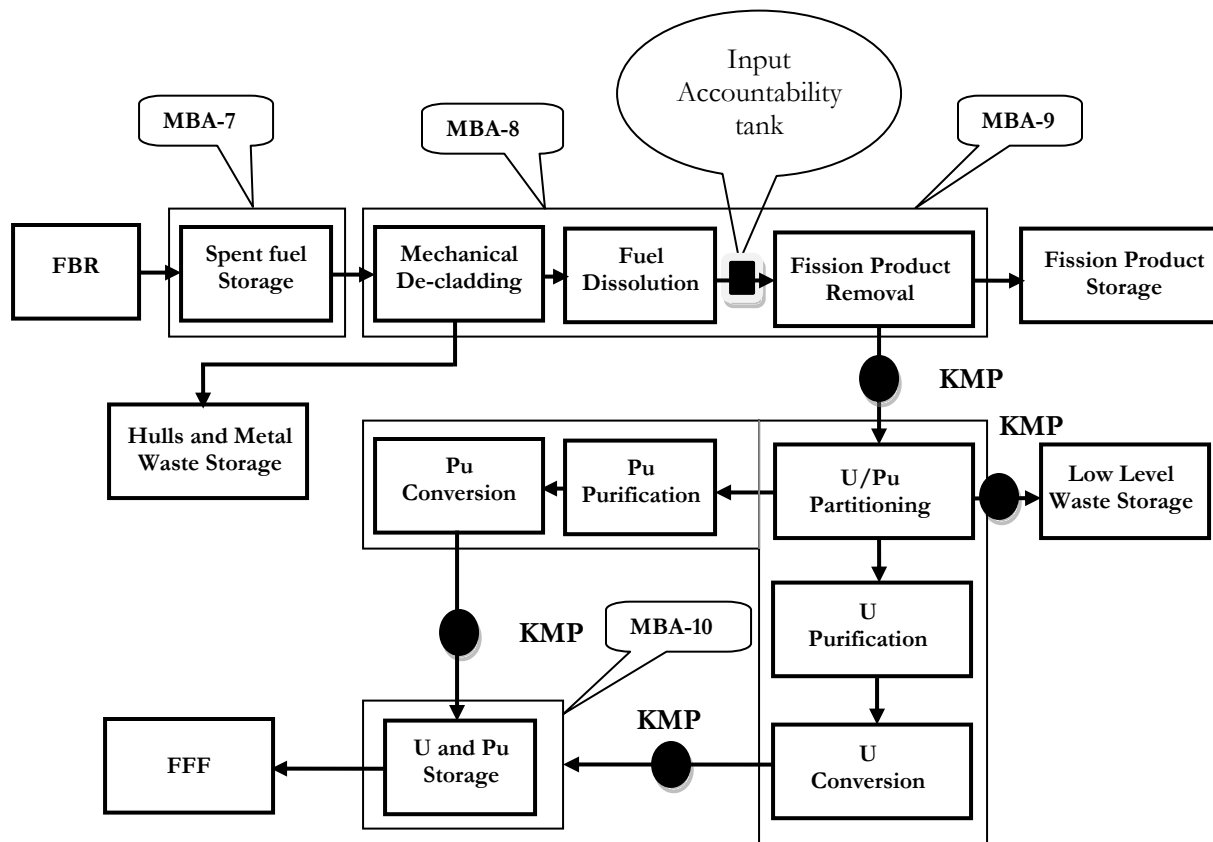 Input
Accountability
tank
MBA-7
MBA-8
MBA-9
FBR
Spent fuel
Storage
Mechanical
De-cladding
Fuel
Dissolution
Fission Product
Removal
Fission Product
Storage
KMP
KMP
Hulls and Metal
Waste Storage
Pu
Conversion
Pu
Purification
U/Pu
Partitioning
Low Level
Waste Storage
U
Purification
KMP
MBA-10
KMP
FFF
U and Pu
Storage
U
Conversion